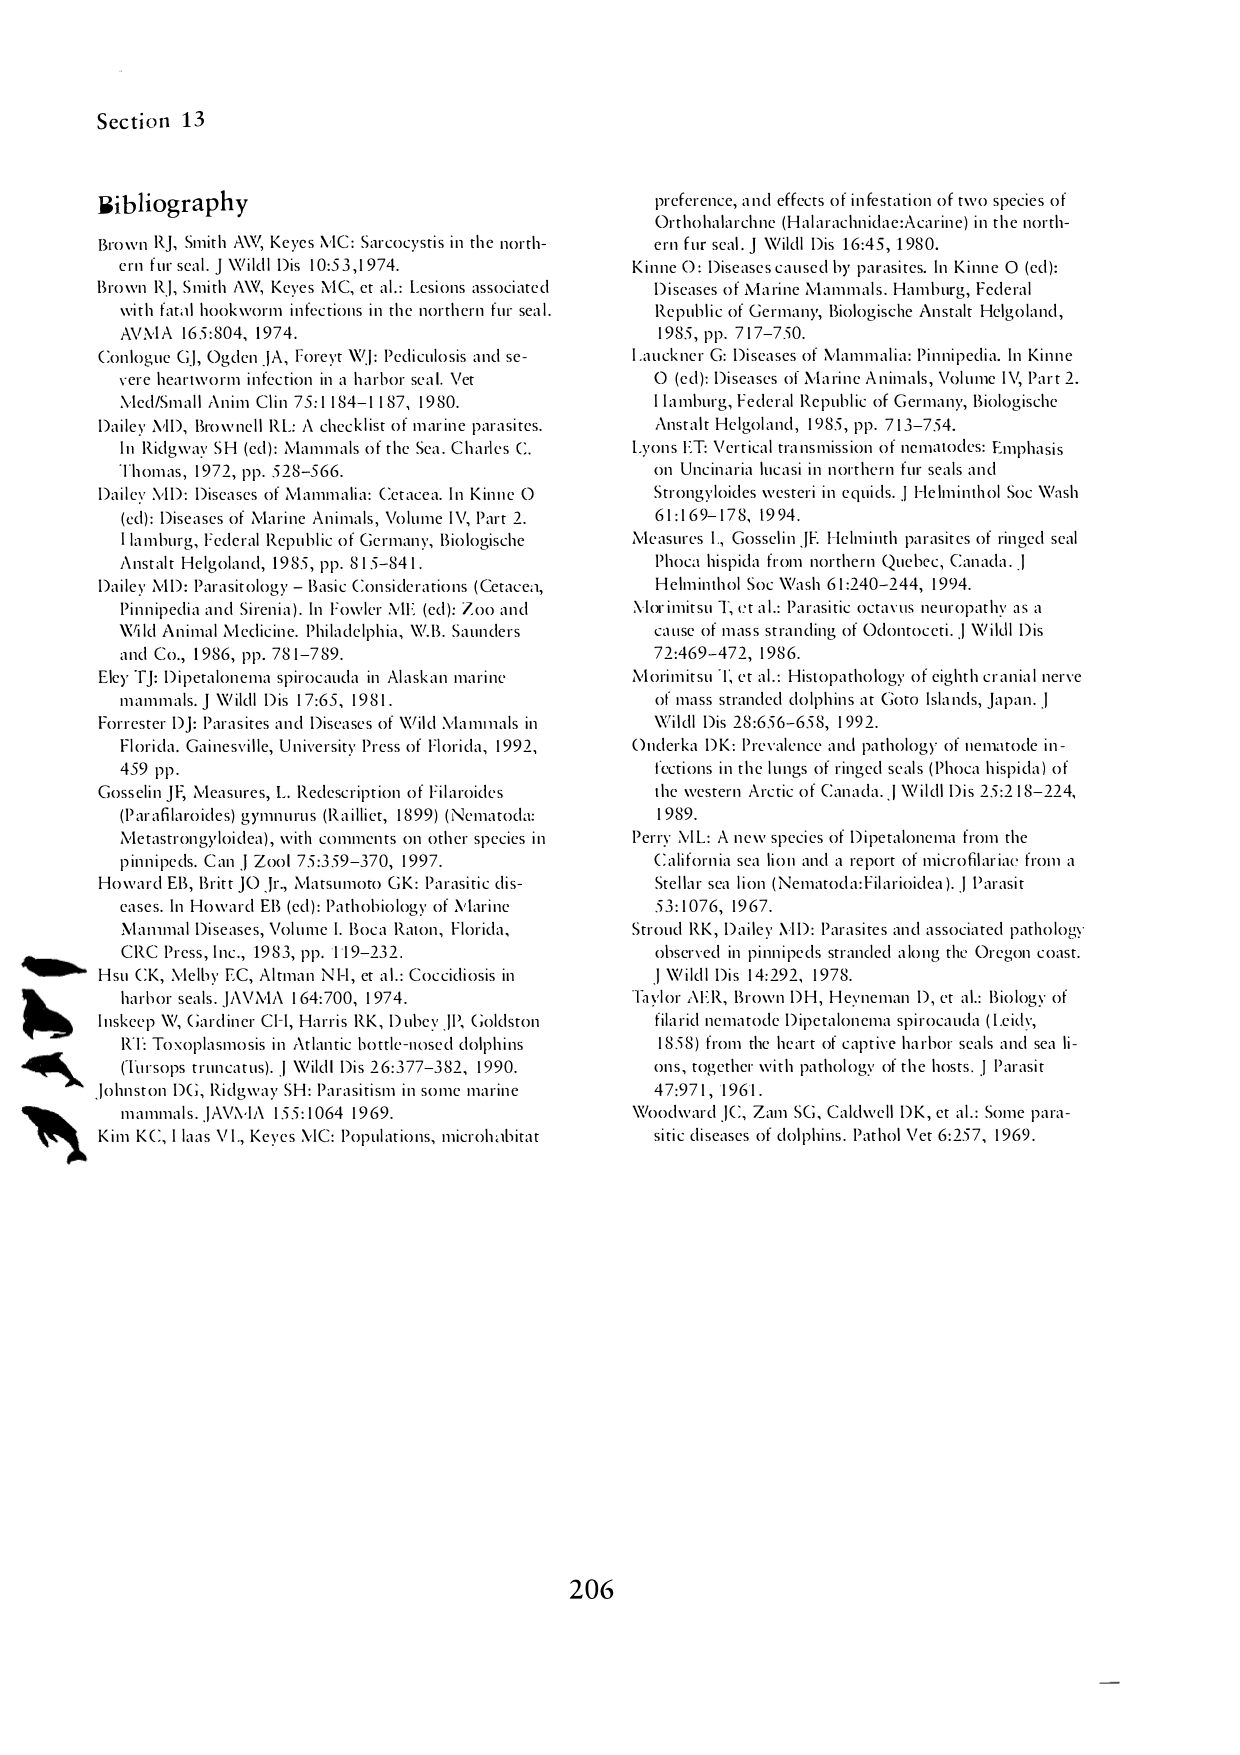 Section 13
Bibliography
Brown RJ, Smith AW, Keyes MC: Sarcocystis in the north-
ern fur seal. J Wildl Dis 10:53,1974.
Brown RJ, Smith AW, Keyes MC, et al.: Lesions associated
with fatal hookworm infections in the northern fur seal.
AVMA 165:804, 1974.
Conlogue GJ, Ogden JA, Foreyt WJ: Pediculosis and se-
vere heartworm infection in a harbor seal. Vet
Med/Small Anim Clin 75:1184–1187, 1980.
Dailey MD, Brownell RL: A checklist of marine parasites.
In Ridgway SH (ed): Mammals of the Sea. Charles C.
Thomas, 1972, pp. 528–566.
Dailey MD: Diseases of Mammalia: Cetacea. In Kinne O
(ed): Diseases of Marine Animals, Volume IV, Part 2.
Hamburg, Federal Republic of Germany, Biologische
Anstalt Helgoland, 1985, pp. 815–841.
Dailey MD: Parasitology – Basic Considerations (Cetacea,
Pinnipedia and Sirenia). In Fowler ME (ed): Zoo and
Wild Animal Medicine. Philadelphia, W.B. Saunders
and Co., 1986, pp. 781–789.
Eley TJ: Dipetalonema spirocauda in Alaskan marine
mammals. J Wildl Dis 17:65, 1981.
Forrester DJ: Parasites and Diseases of Wild Mammals in
Florida. Gainesville, University Press of Florida, 1992,
459 pp.
Gosselin JF, Measures, L. Redescription of Filaroides
(Parafilaroides) gymnurus (Railliet, 1899) (Nematoda:
Metastrongyloidea), with comments on other species in
pinnipeds. Can J Zool 75:359–370, 1997.
Howard EB, Britt JO Jr., Matsumoto GK: Parasitic dis-
eases. In Howard EB (ed): Pathobiology of Marine
Mammal Diseases, Volume I. Boca Raton, Florida,
CRC Press, Inc., 1983, pp. 119–232.
Hsu CK, Melby EC, Altman NH, et al.: Coccidiosis in
harbor seals. JAVMA 164:700, 1974.
Inskeep W, Gardiner CH, Harris RK, Dubey JP, Goldston
RT: Toxoplasmosis in Atlantic bottle-nosed dolphins
(Tursops truncatus). J Wildl Dis 26:377–382, 1990.
Johnston DG, Ridgway SH: Parasitism in some marine
mammals. JAVMA 155:1064 1969.
Kim KC, Haas VL, Keyes MC: Populations, microhabitat
preference, and effects of infestation of two species of
Orthohalarchne (Halarachnidae:Acarine) in the north-
ern fur seal. J Wildl Dis 16:45, 1980.
Kinne O: Diseases caused by parasites. In Kinne O (ed):
Diseases of Marine Mammals. Hamburg, Federal
Republic of Germany, Biologische Anstalt Helgoland,
1985, pp. 717–750.
Lauckner G: Diseases of Mammalia: Pinnipedia. In Kinne
O (ed): Diseases of Marine Animals, Volume IV, Part 2.
Hamburg, Federal Republic of Germany, Biologische
Anstalt Helgoland, 1985, pp. 713–754.
Lyons ET: Vertical transmission of nematodes: Emphasis
on Uncinaria lucasi in northern fur seals and
Strongyloides westeri in equids. J Helminthol Soc Wash
61:169–178, 1994.
Measures L, Gosselin JF. Helminth parasites of ringed seal
Phoca hispida from northern Quebec, Canada. J
Helminthol Soc Wash 61:240–244, 1994.
Morimitsu T, et al.: Parasitic octavus neuropathy as a
cause of mass stranding of Odontoceti. J Wildl Dis
72:469–472, 1986.
Morimitsu T, et al.: Histopathology of eighth cranial nerve
of mass stranded dolphins at Goto Islands, Japan. J
Wildl Dis 28:656–658, 1992.
Onderka DK: Prevalence and pathology of nematode in-
fections in the lungs of ringed seals (Phoca hispida) of
the western Arctic of Canada. J Wildl Dis 25:218–224,
1989.
Perry ML: A new species of Dipetalonema from the
California sea lion and a report of microfilariae from a
Stellar sea lion (Nematoda:Filarioidea). J Parasit
53:1076, 1967.
Stroud RK, Dailey MD: Parasites and associated pathology
observed in pinnipeds stranded along the Oregon coast.
J Wildl Dis 14:292, 1978.
Taylor AER, Brown DH, Heyneman D, et al.: Biology of
filarid nematode Dipetalonema spirocauda (Leidy,
1858) from the heart of captive harbor seals and sea li-
ons, together with pathology of the hosts. J Parasit
47:971, 1961.
Woodward JC, Zam SG, Caldwell DK, et al.: Some para-
sitic diseases of dolphins. Pathol Vet 6:257, 1969.
206